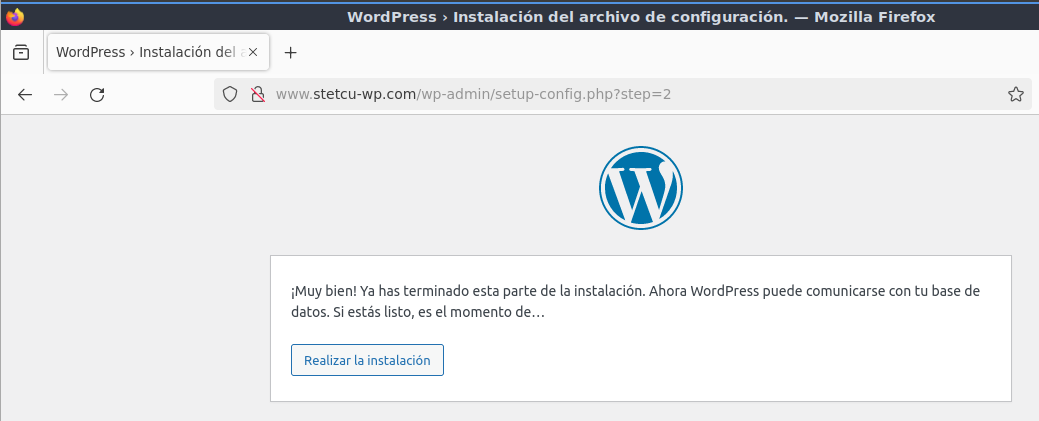 WordPress › Instalación del archivo de configuración. — Mozilla Firefox
WordPress › Instalación del a
www.stetcu-wp.com/wp-admin/setup-config.php?step=2
¡Muy bien! Ya has terminado esta parte de la instalación. Ahora WordPress puede comunicarse con tu base de
datos. Si estás listo, es el momento de…
Realizar la instalación